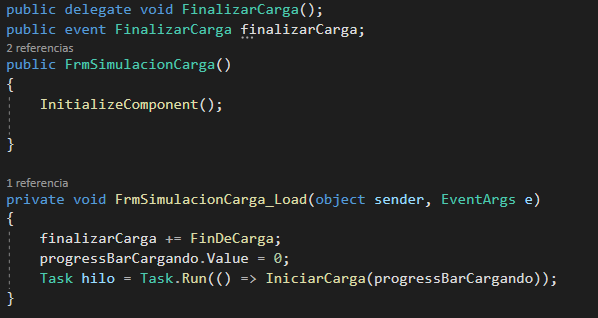 public delegate void FinalizarCarga();
public event FinalizarCarga finalizarCarga;
2 referencias
public FrmSimulacionCarga()
{
InitializeComponent();
}
1 referencia
private void FrmSimulacionCarga_Load(object sender, EventArgs e)
{
finalizarCarga += FinDeCarga;
progressBarCargando.Value = 0;
Task hilo = Task.Run(() => IniciarCarga(progressBarCargando));
}